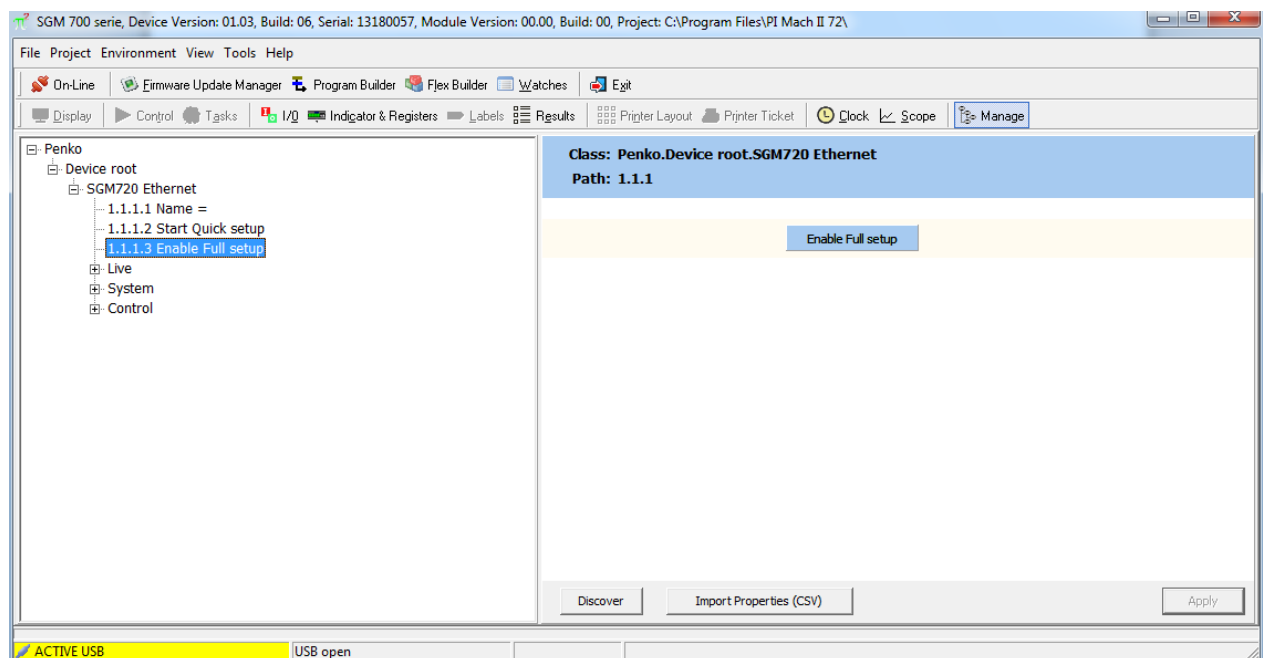 SGM 700 serie, Device Version: 01.03, Build: 06, Serial: 13180057, Module Version: 00.00, Build: 00, Project: C:\Program Files\PI Mach II 72\
File Project Environment View Tools Help
On-Line Firmware Update Manager Program Builder Flex Builder Watches Exit
Display Control Tasks I/O Indicator & Registers Labels Results Printer Layout Printer Ticket Clock Scope Manage
Penko
Device root
SGM720 Ethernet
1.1.1.1 Name =
1.1.1.2 Start Quick setup
1.1.1.3 Enable Full setup
Live
System
Control
Class: Penko.Device root.SGM720 Ethernet
Path: 1.1.1
Enable Full setup
Discover Import Properties (CSV) Apply
ACTIVE USB USB open